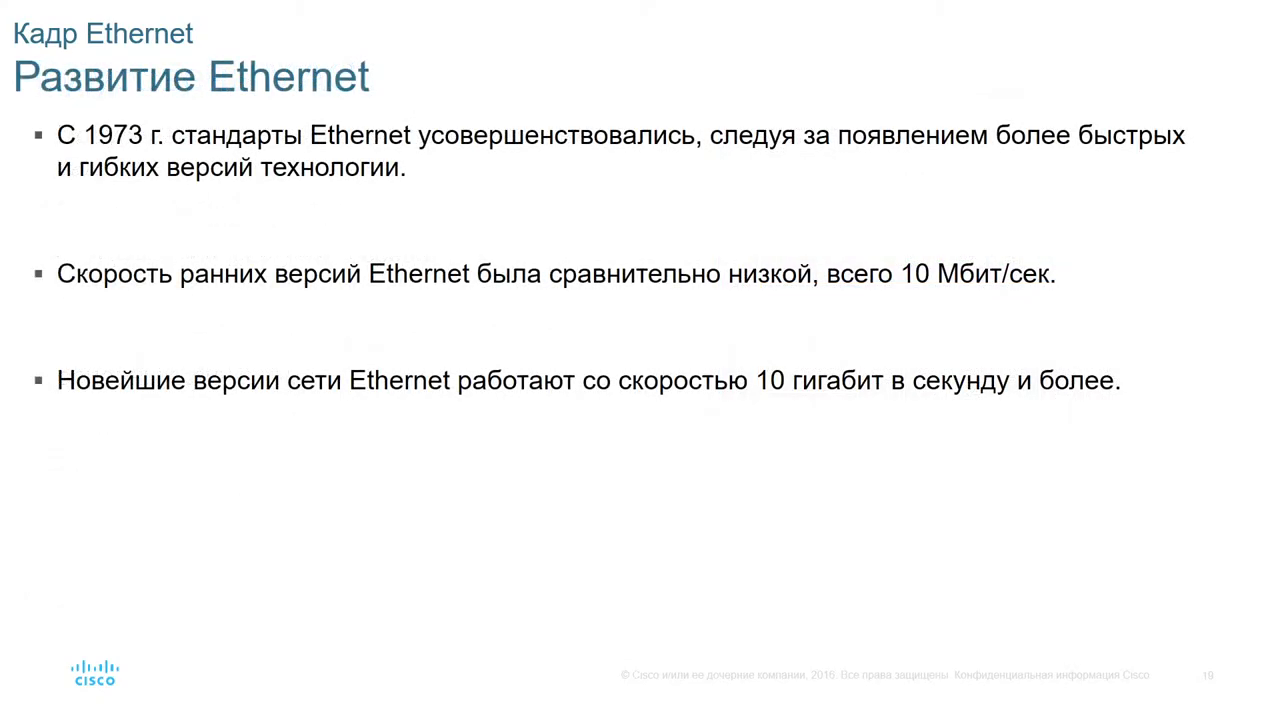 Кадр Ethernet
Развитие Ethernet
▪ С 1973 г. стандарты Ethernet усовершенствовались, следуя за появлением более быстрых
и гибких версий технологии.
▪ Скорость ранних версий Ethernet была сравнительно низкой, всего 10 Мбит/сек.
▪ Новейшие версии сети Ethernet работают со скоростью 10 гигабит в секунду и более.
CISCO
© Cisco и/или ее дочерние компании, 2016. Все права защищены. Конфиденциальная информация Cisco 19